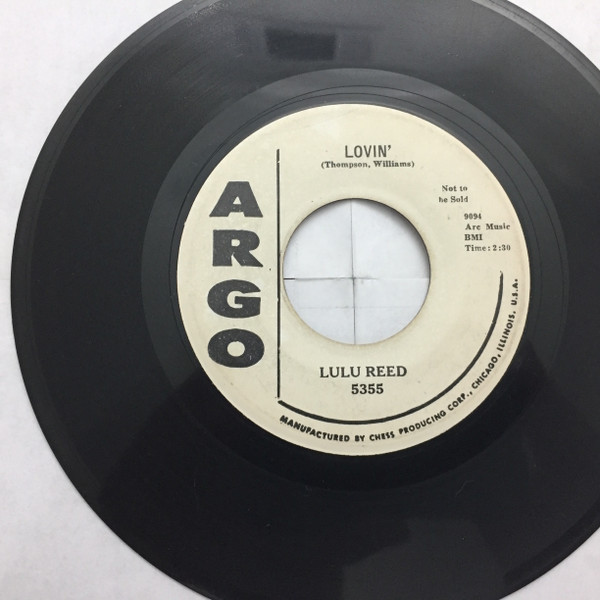 LOVIN'
(Thompson, Williams)
Not to
be Sold
9094
Arc Music
BMI
Time: 2:30
ARGO
LULU REED
5355
MANUFACTURED BY CHESS PRODUCING CORP., CHICAGO, ILLINOIS, U.S.A.